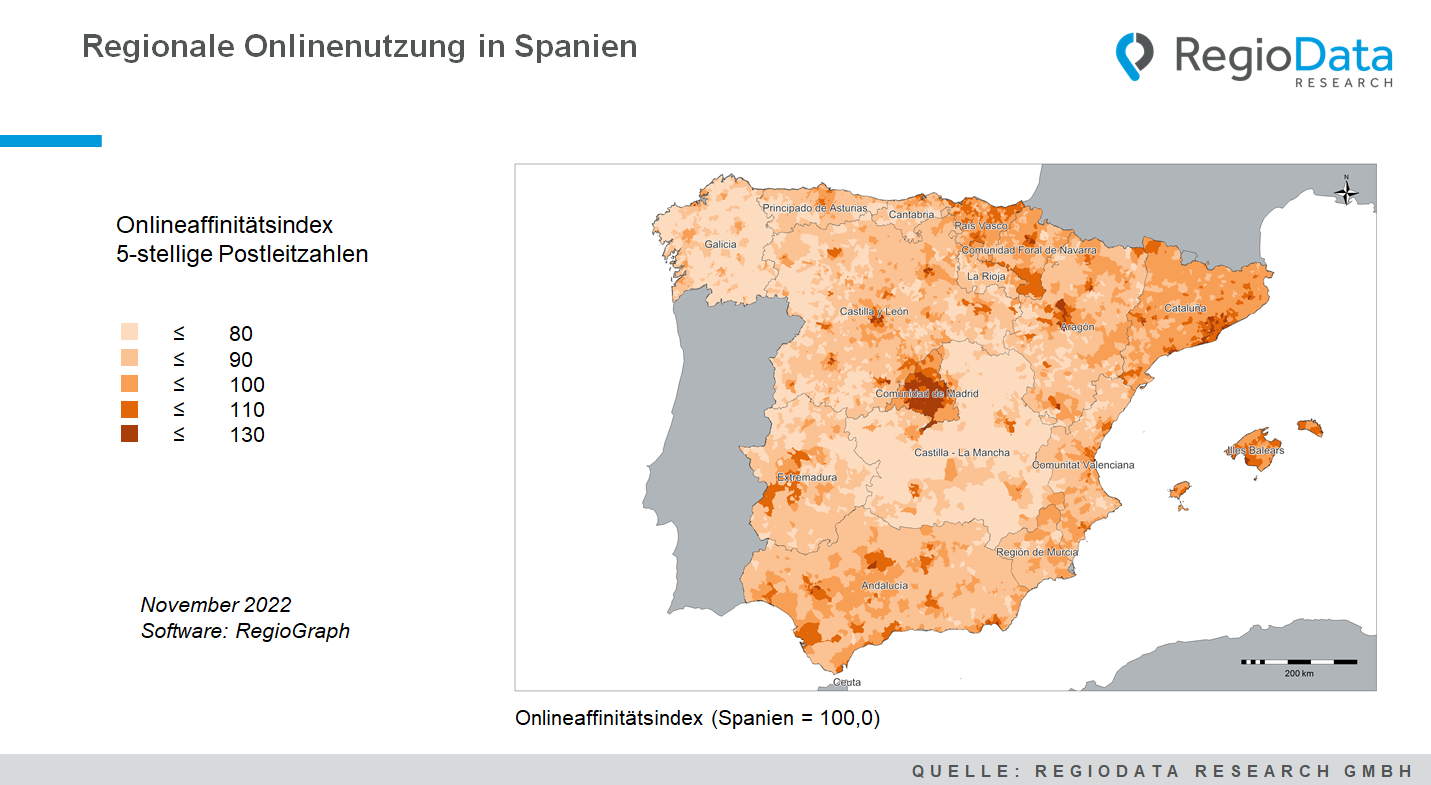 Regionale Onlinenutzung in Spanien
RegioData
RESEARCH
Onlineaffinitätsindex
5-stellige Postleitzahlen
≤ 80
≤ 90
≤ 100
≤ 110
≤ 130
November 2022
Software: RegioGraph
N
Principado de Asturias
Cantabria
País Vasco
Galicia
Comunidad Foral de Navarra
La Rioja
Castilla y León
Cataluña
Aragón
Comunidad de Madrid
Castilla - La Mancha
Illes Balears
Comunitat Valenciana
Extremadura
Región de Murcia
Andalucía
Ceuta
200 km
Onlineaffinitätsindex (Spanien = 100,0)
QUELLE: REGIODATA RESEARCH GMBH